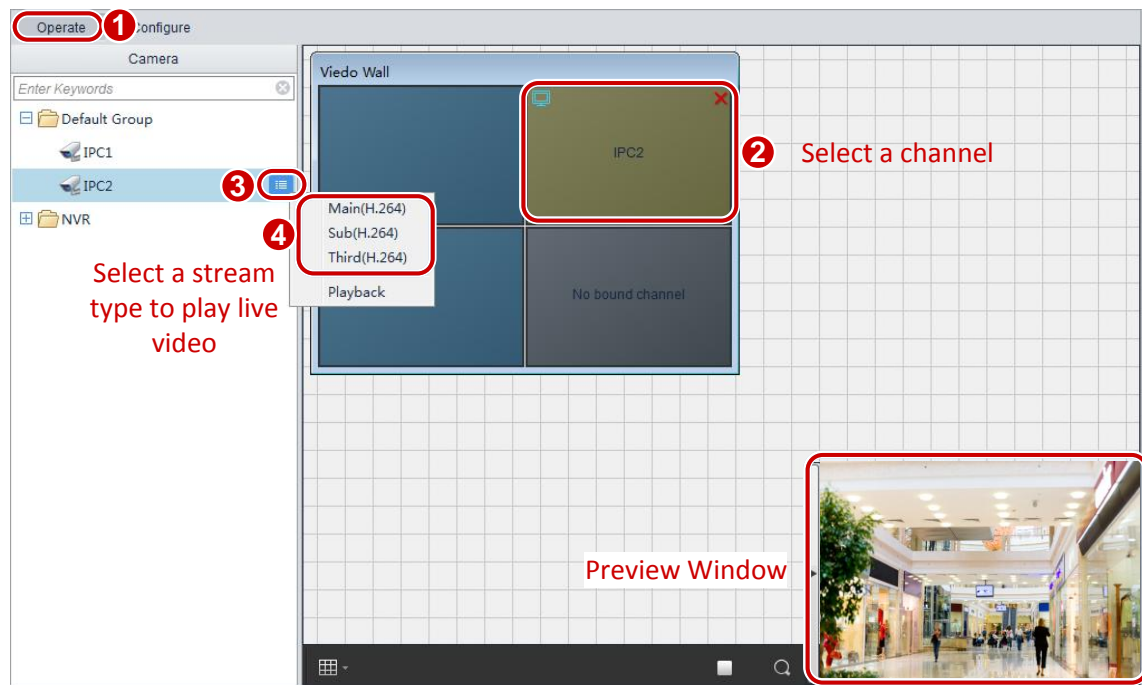 Operate
1
Configure
Camera
Enter Keywords
Default Group
IPC1
IPC2
3
NVR
Select a stream
type to play live
video
Viedo Wall
IPC2
2
Select a channel
4
Main(H.264)
Sub(H.264)
Third(H.264)
Playback
No bound channel
Preview Window